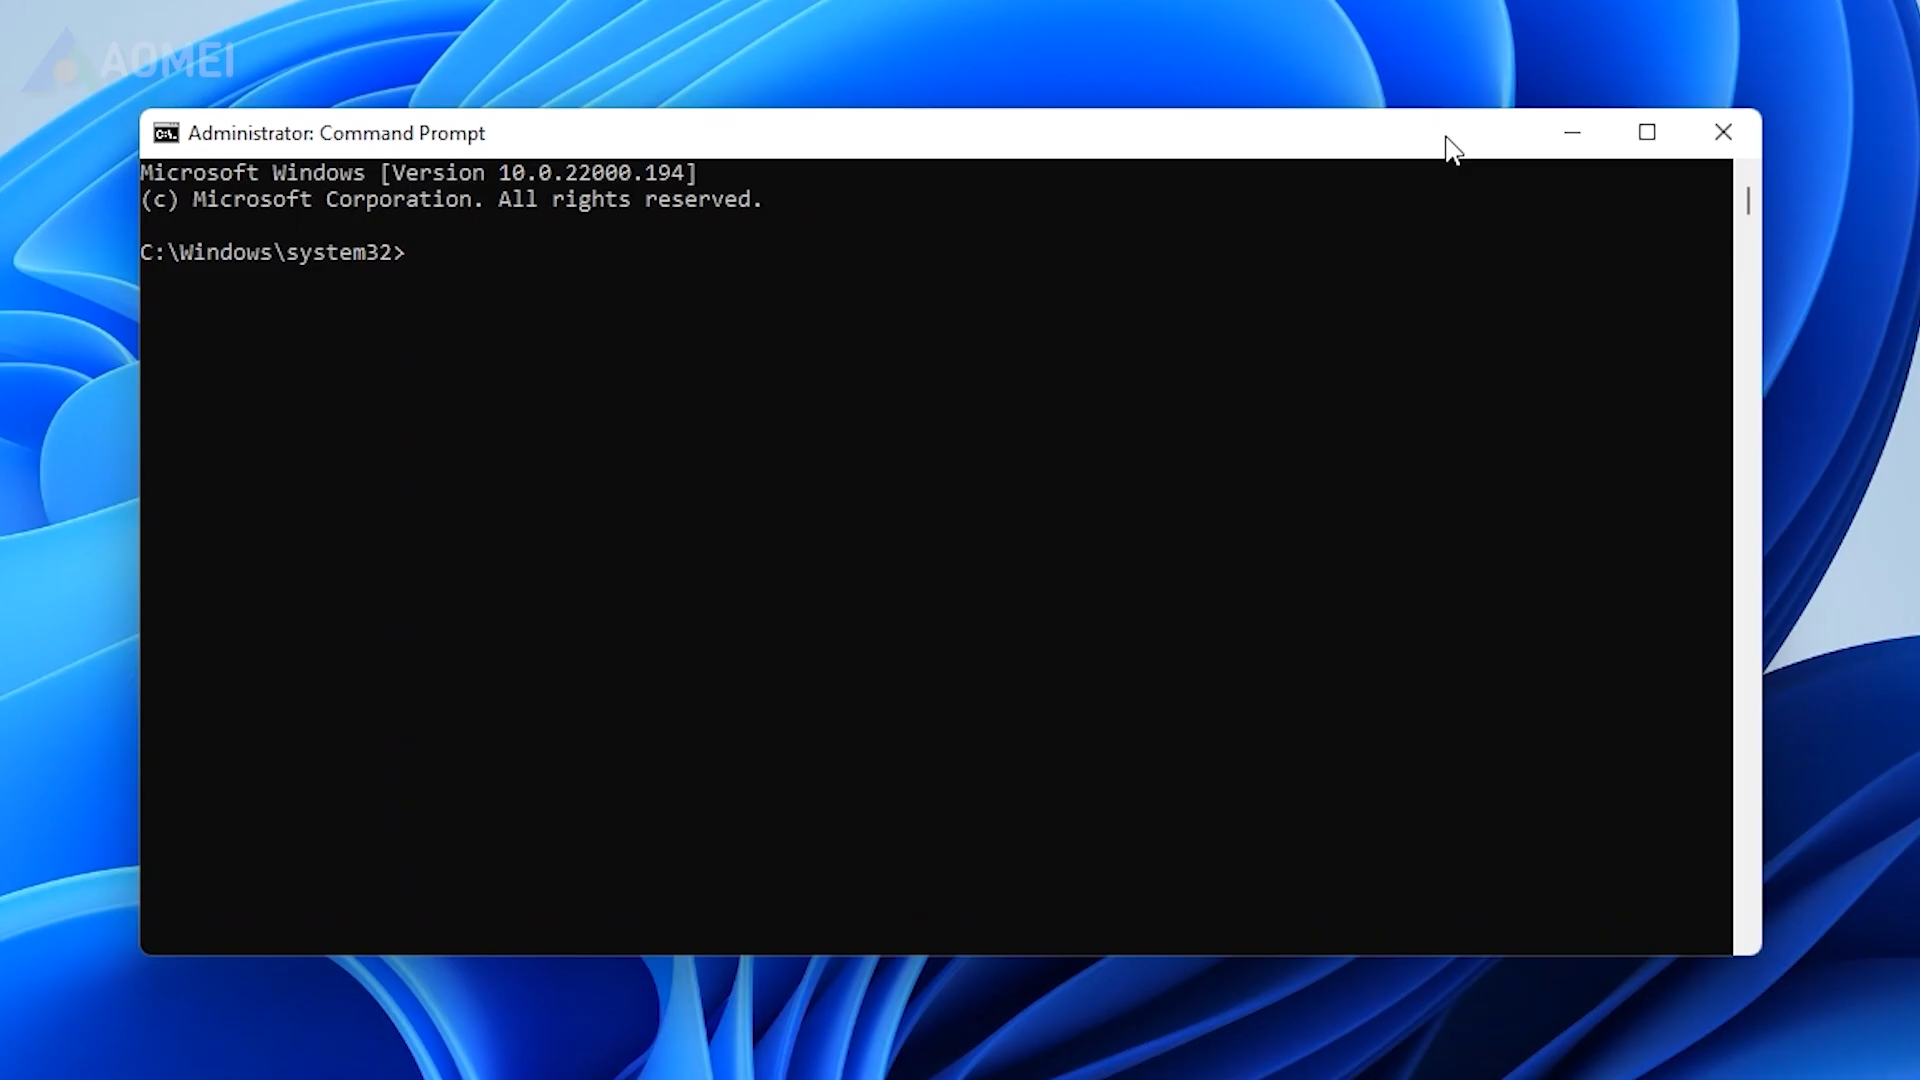 AOMEI
Administrator: Command Prompt
Microsoft Windows [Version 10.0.22000.194]
(c) Microsoft Corporation. All rights reserved.
C:\Windows\system32>